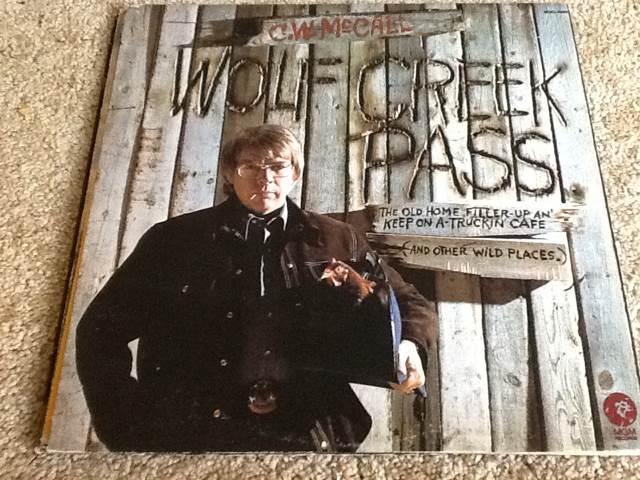 C.W. McCALL
WOLF CREEK
PASS
THE OLD HOME FILLER-UP AN'
KEEP ON A-TRUCKIN' CAFE
(AND OTHER WILD PLACES.)
MGM
RECORDS